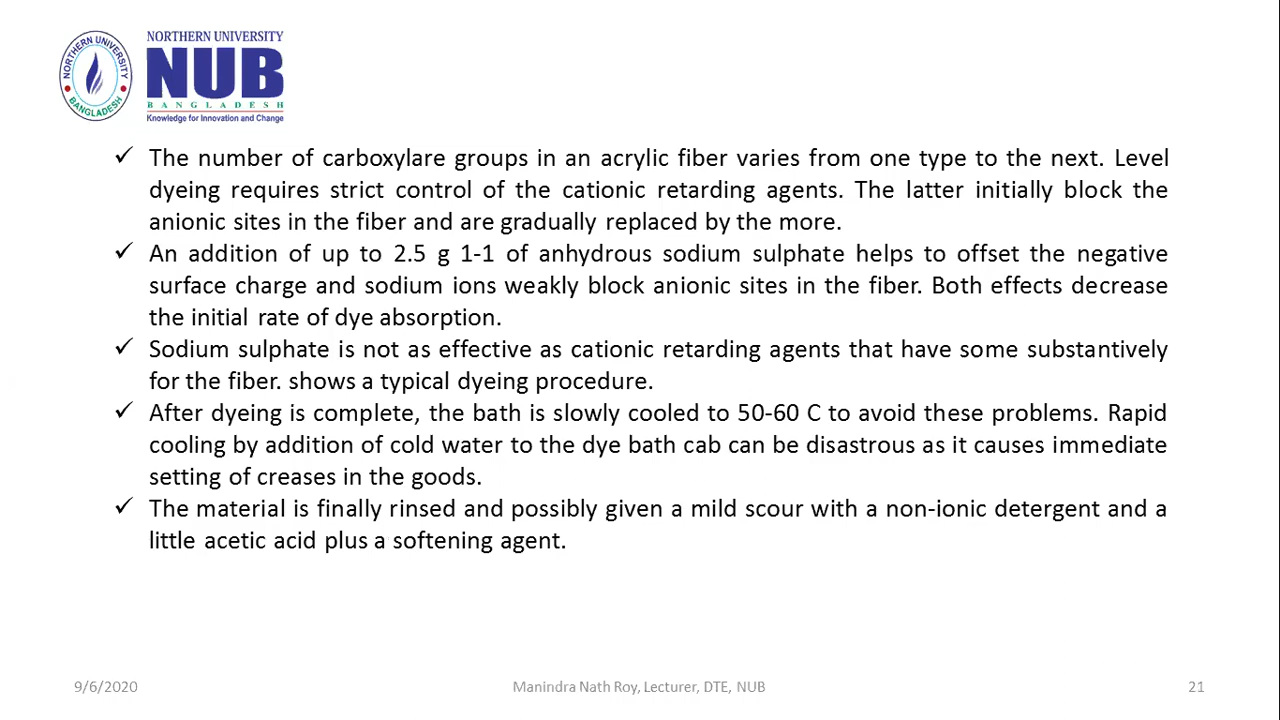 NORTHERN UNIVERSITY
BANGLADESH
NORTHERN UNIVERSITY
NUB
BANGLADESH
Knowledge for Innovation and Change
✓ The number of carboxylare groups in an acrylic fiber varies from one type to the next. Level
dyeing requires strict control of the cationic retarding agents. The latter initially block the
anionic sites in the fiber and are gradually replaced by the more.
✓ An addition of up to 2.5 g 1-1 of anhydrous sodium sulphate helps to offset the negative
surface charge and sodium ions weakly block anionic sites in the fiber. Both effects decrease
the initial rate of dye absorption.
✓ Sodium sulphate is not as effective as cationic retarding agents that have some substantively
for the fiber. shows a typical dyeing procedure.
✓ After dyeing is complete, the bath is slowly cooled to 50-60 C to avoid these problems. Rapid
cooling by addition of cold water to the dye bath cab can be disastrous as it causes immediate
setting of creases in the goods.
✓ The material is finally rinsed and possibly given a mild scour with a non-ionic detergent and a
little acetic acid plus a softening agent.
9/6/2020
Manindra Nath Roy, Lecturer, DTE, NUB
21